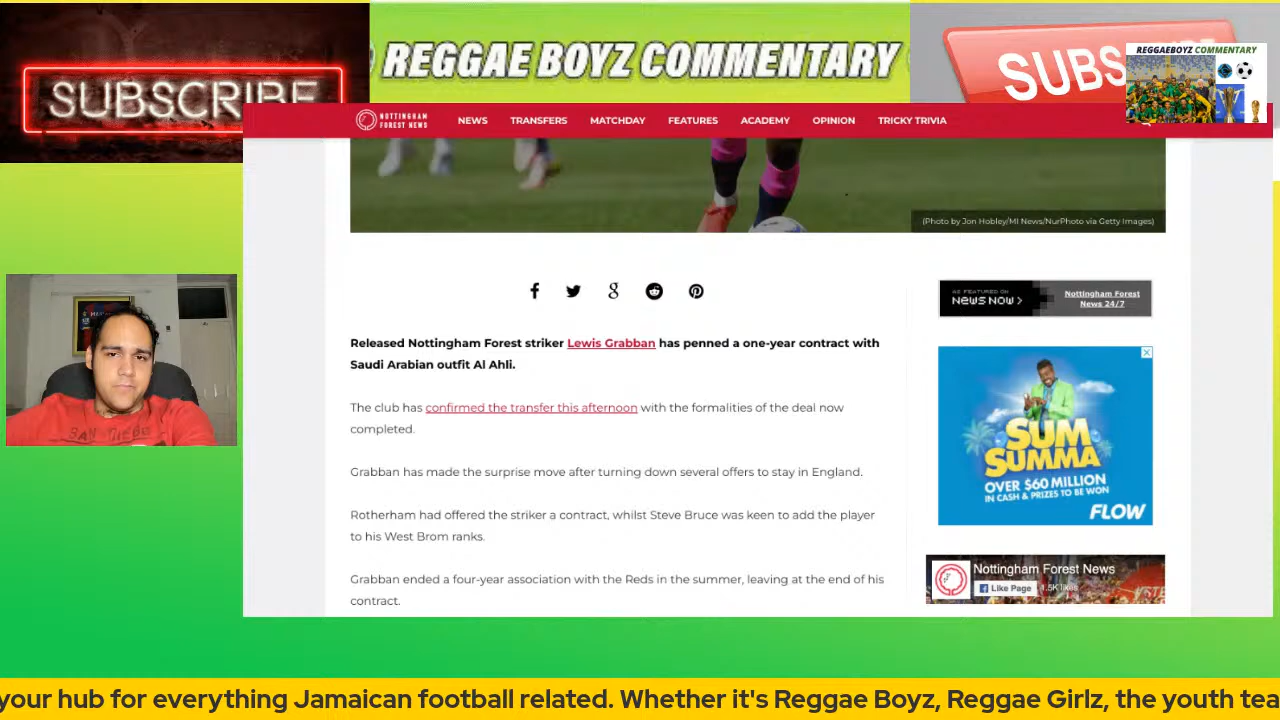 SUBSCRIBE
REGGAE BOYZ COMMENTARY
SUBS
REGGAEBOYZ COMMENTARY
NOTTINGHAM
FOREST NEWS
NEWS TRANSFERS MATCHDAY FEATURES ACADEMY OPINION TRICKY TRIVIA
(Photo by Jon Hobley/MI News/NurPhoto via Getty Images)
AS FEATURED ON
NewS NOW >
Nottingham Forest
News 24/7
Released Nottingham Forest striker Lewis Grabban has penned a one-year contract with
Saudi Arabian outfit Al Ahli.
The club has confirmed the transfer this afternoon with the formalities of the deal now
completed.
Grabban has made the surprise move after turning down several offers to stay in England.
Rotherham had offered the striker a contract, whilst Steve Bruce was keen to add the player
to his West Brom ranks.
Grabban ended a four-year association with the Reds in the summer, leaving at the end of his
contract.
SUM
SUMMA
OVER $60 MILLION
IN CASH & PRIZES TO BE WON
FLOW
Nottingham Forest News
Like Page 1.5K likes
SAN DIEGO
your hub for everything Jamaican football related. Whether it's Reggae Boyz, Reggae Girlz, the youth tea